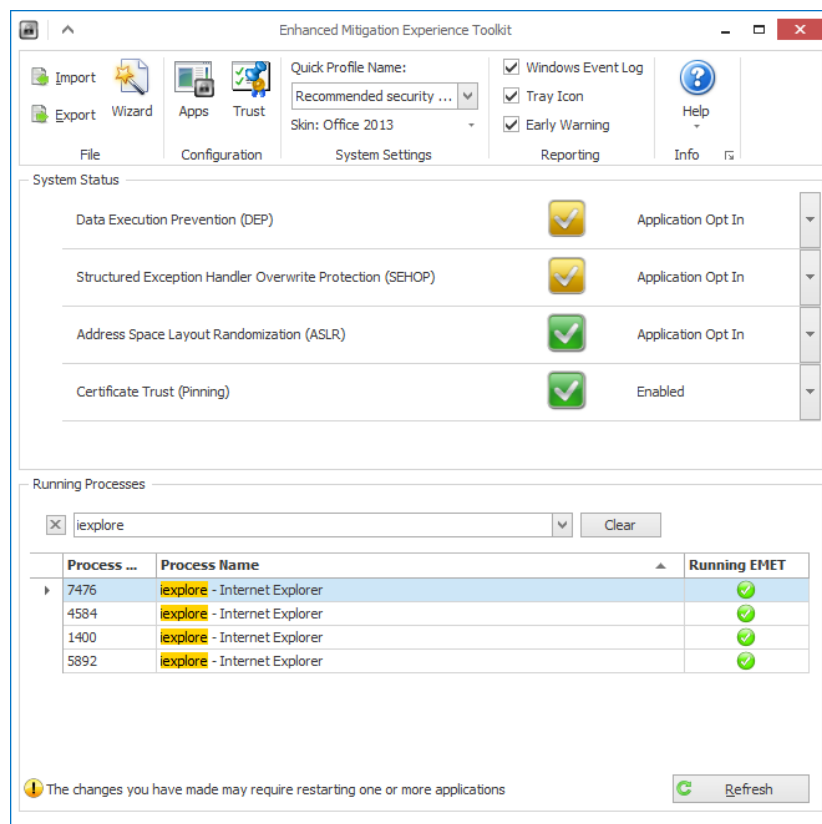 Enhanced Mitigation Experience Toolkit
Import
Export
Wizard
File
Apps
Trust
Configuration
Quick Profile Name:
Recommended security ...
Skin: Office 2013
System Settings
Windows Event Log
Tray Icon
Early Warning
Reporting
Help
Info
System Status
Data Execution Prevention (DEP) Application Opt In
Structured Exception Handler Overwrite Protection (SEHOP) Application Opt In
Address Space Layout Randomization (ASLR) Application Opt In
Certificate Trust (Pinning) Enabled
Running Processes
iexplore Clear
Process ... Process Name Running EMET
7476 iexplore - Internet Explorer
4584 iexplore - Internet Explorer
1400 iexplore - Internet Explorer
5892 iexplore - Internet Explorer
The changes you have made may require restarting one or more applications Refresh